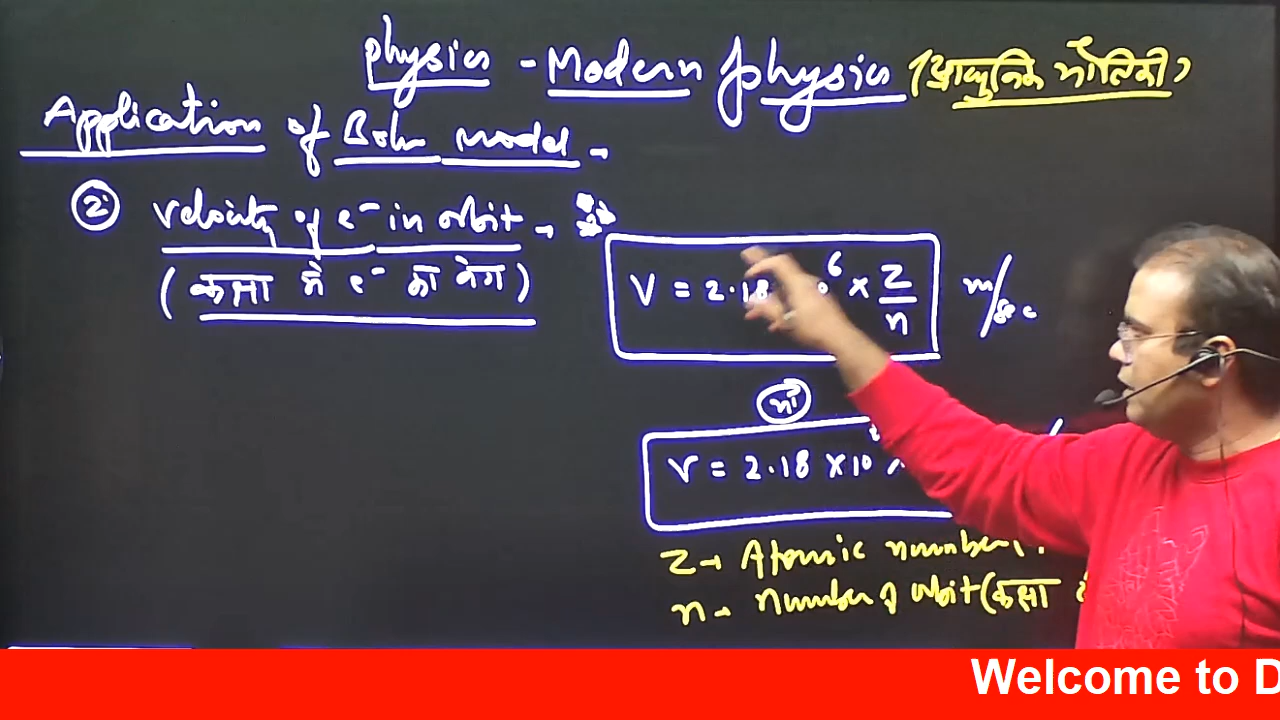 physics - Modern physics (आधुनिक भौतिकी)
Application of Bohr model -
② velocity of e⁻ in orbit -
(कक्षा में e⁻ का वेग)
V = 2.18 10⁶ × Z/n m/sec
V = 2.18 × 10
Z → Atomic number (
n → number of orbit (कक्षा
Welcome to D